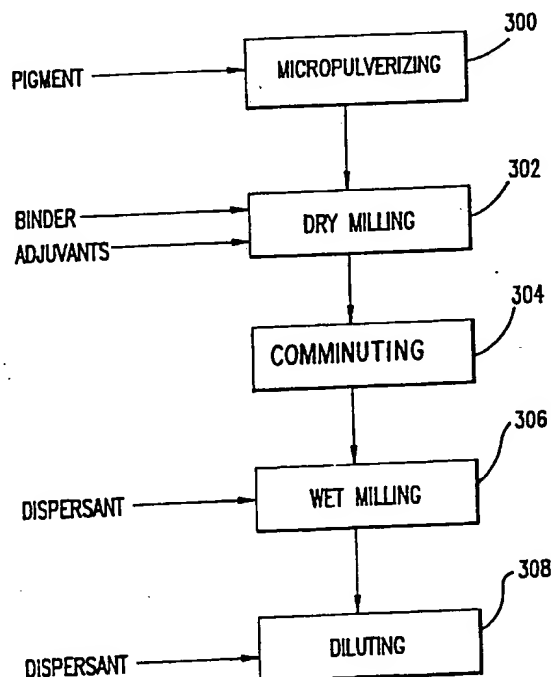 300
PIGMENT
MICROPULVERIZING
302
BINDER
DRY MILLING
ADJUVANTS
304
COMMINUTING
306
DISPERSANT
WET MILLING
308
DILUTING
DISPERSANT